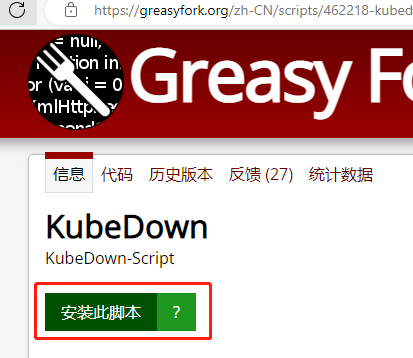 https://greasyfork.org/zh-CN/scripts/462218-kubed
= null,
tion in
or (var i = 0
XmlHttp
Greasy Fo
信息 代码 历史版本 反馈 (27) 统计数据
KubeDown
KubeDown-Script
安装此脚本 ?